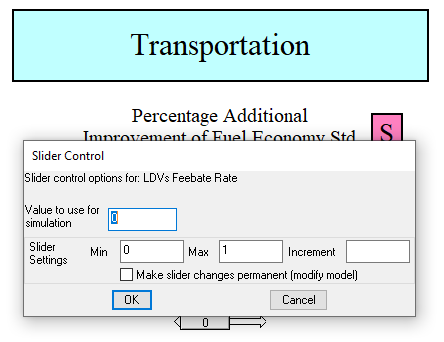 Transportation
Percentage Additional
Improvement of Fuel Economy Std
S
Slider Control
Slider control options for: LDVs Feebate Rate
Value to use for
simulation
0
Slider
Settings
Min 0 Max 1 Increment
Make slider changes permanent (modify model)
OK Cancel
0